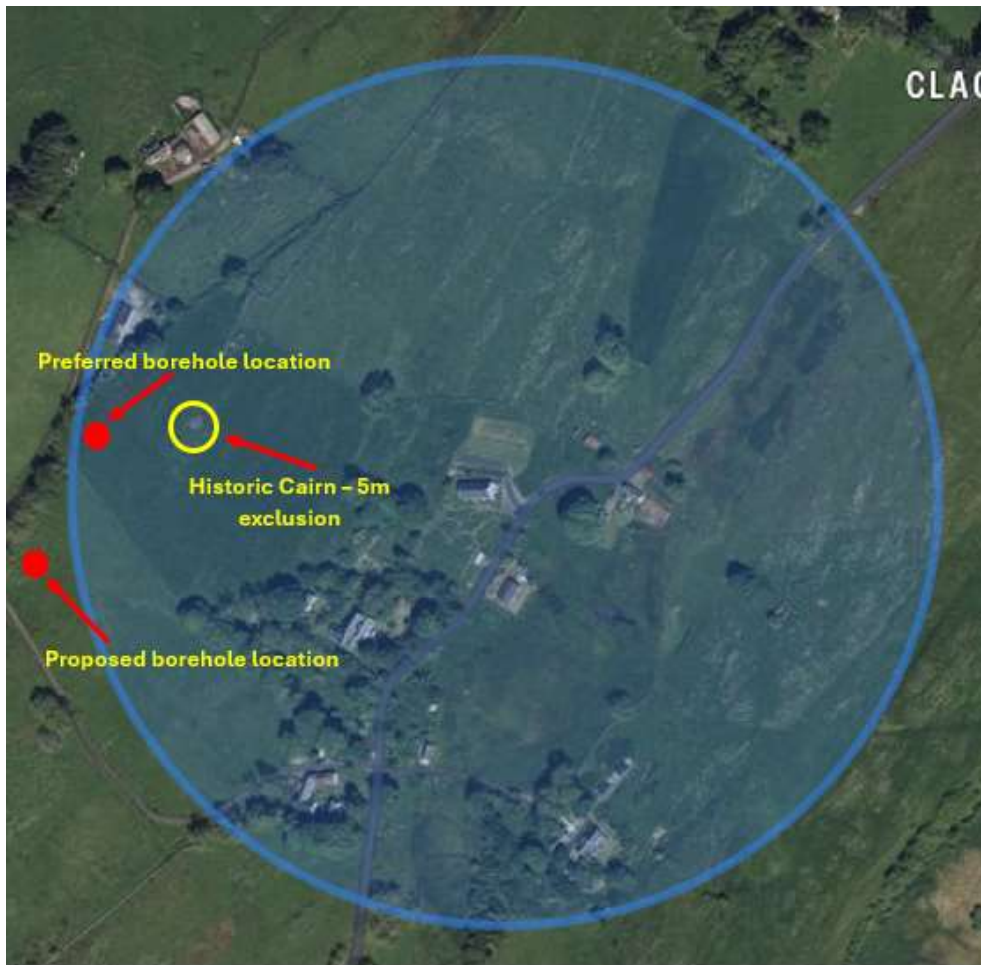 CLAC
Preferred borehole location
Historic Cairn – 5m
exclusion
Proposed borehole location